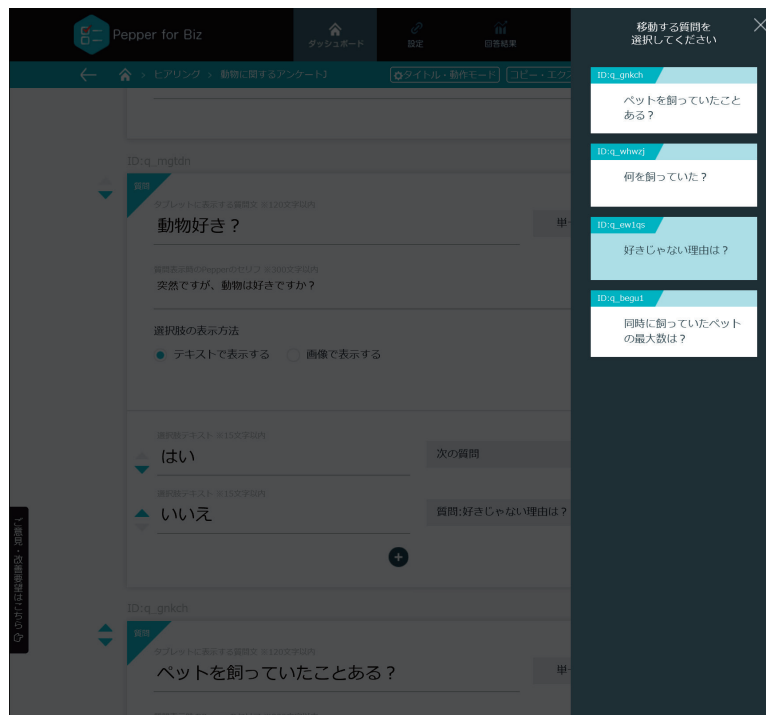 Pepper for Biz
ダッシュボード
設定
回答結果
ヒアリング > 動物に関するアンケート1
タイトル・動作モード
コピー・エクス
ID:q_mgtdn
質問
タブレットに表示する質問文 ※120文字以内
動物好き？
単一
質問表示時のPepperのセリフ ※300文字以内
突然ですが、動物は好きですか？
選択肢の表示方法
テキストで表示する
画像で表示する
選択肢テキスト ※15文字以内
はい
次の質問
選択肢テキスト ※15文字以内
いいえ
質問:好きじゃない理由は？
ID:q_gnkch
質問
タブレットに表示する質問文 ※120文字以内
ペットを飼っていたことある？
ご意見・改善要望はこちら
移動する質問を
選択してください
ID:q_gnkch
ペットを飼っていたこと
ある？
ID:q_whwzj
何を飼っていた？
ID:q_ew1qs
好きじゃない理由は？
ID:q_begu1
同時に飼っていたペット
の最大数は？